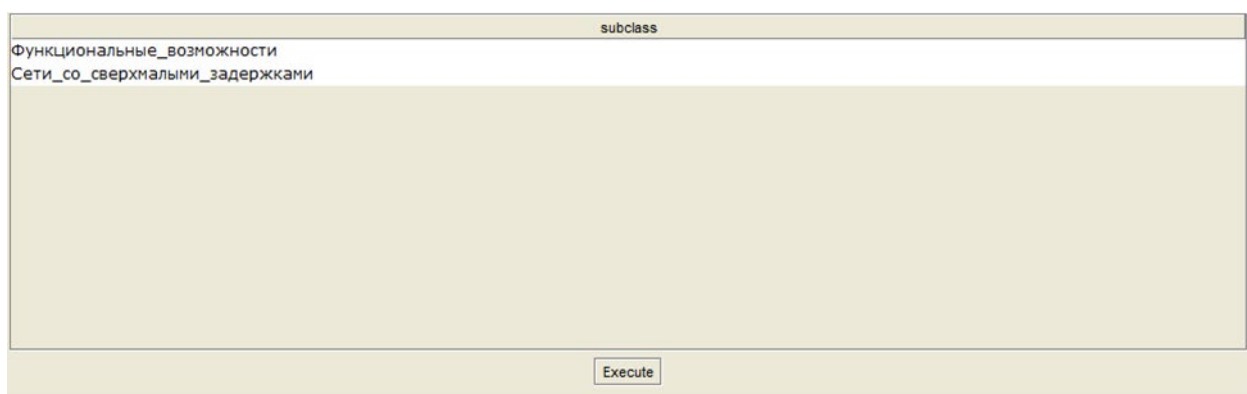 subclass
Функциональные_возможности
Сети_со_сверхмалыми_задержками
Execute